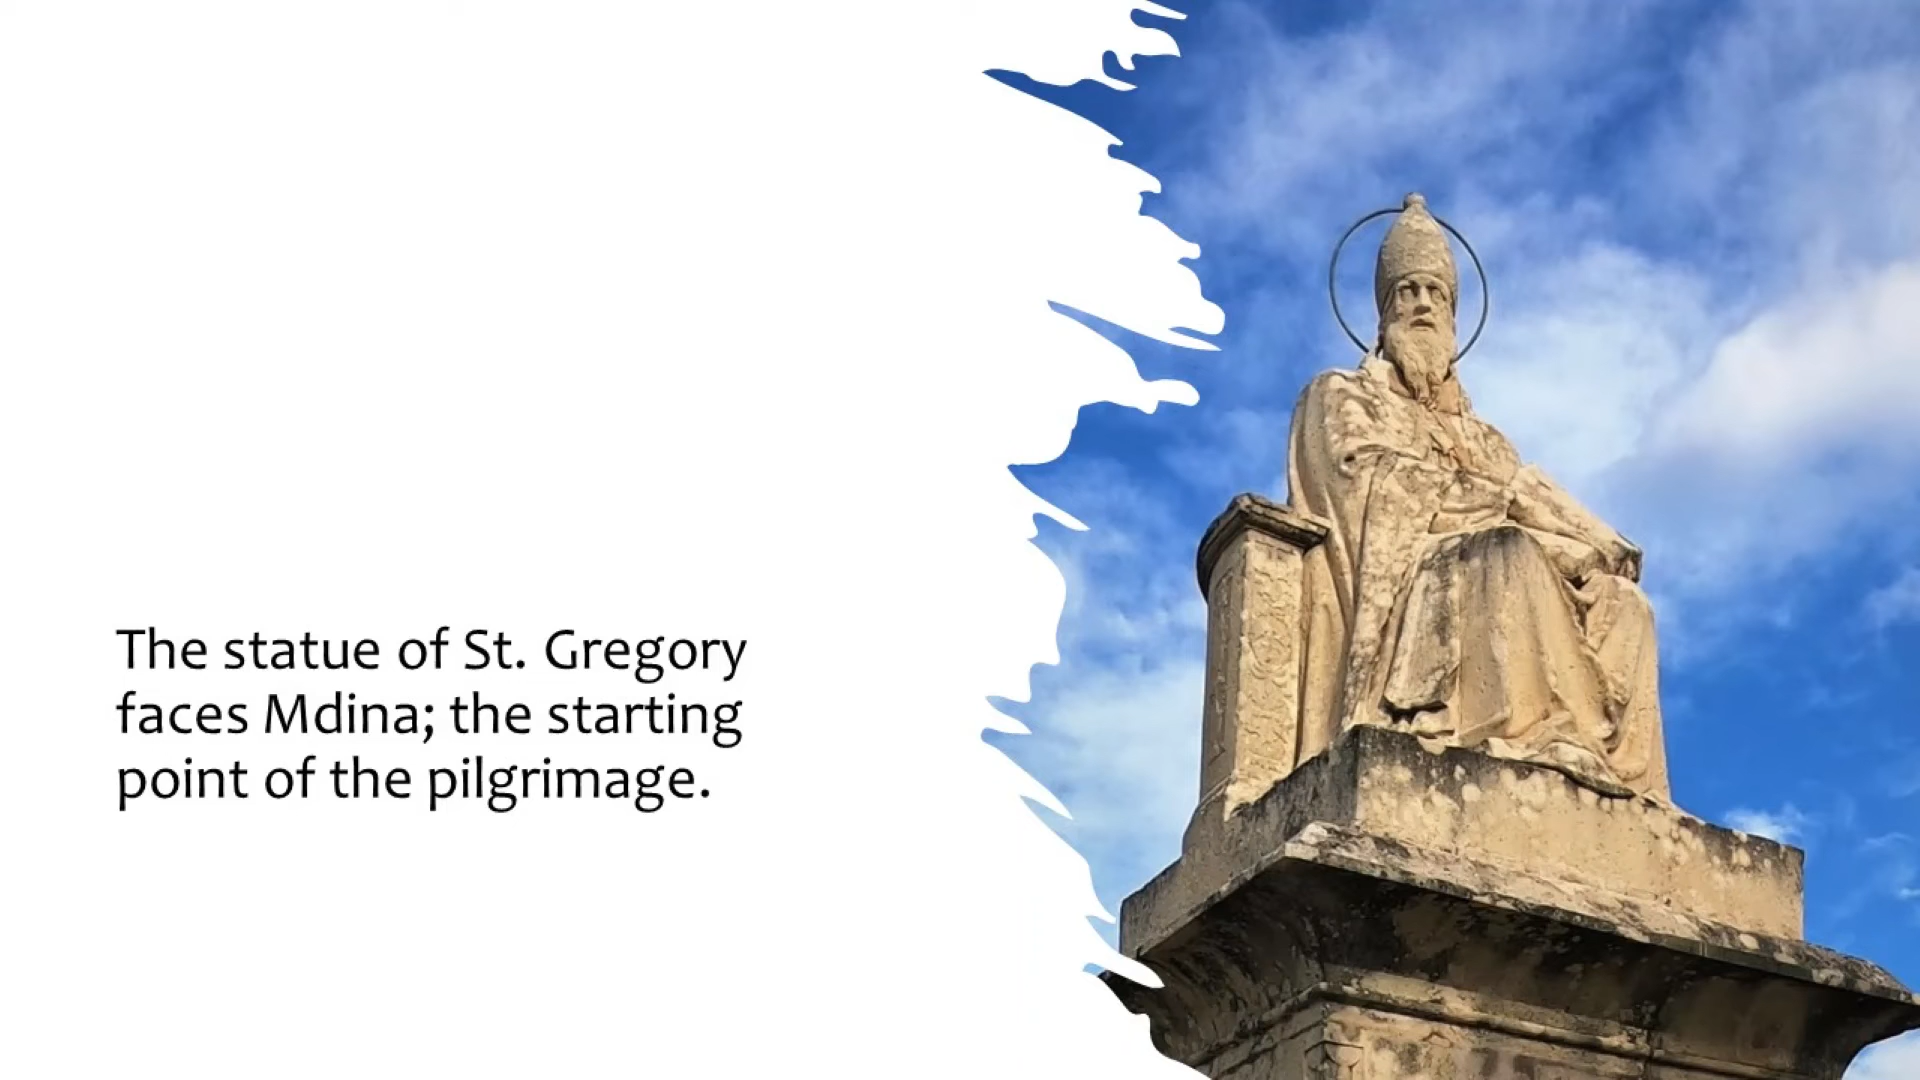 The statue of St. Gregory
faces Mdina; the starting
point of the pilgrimage.